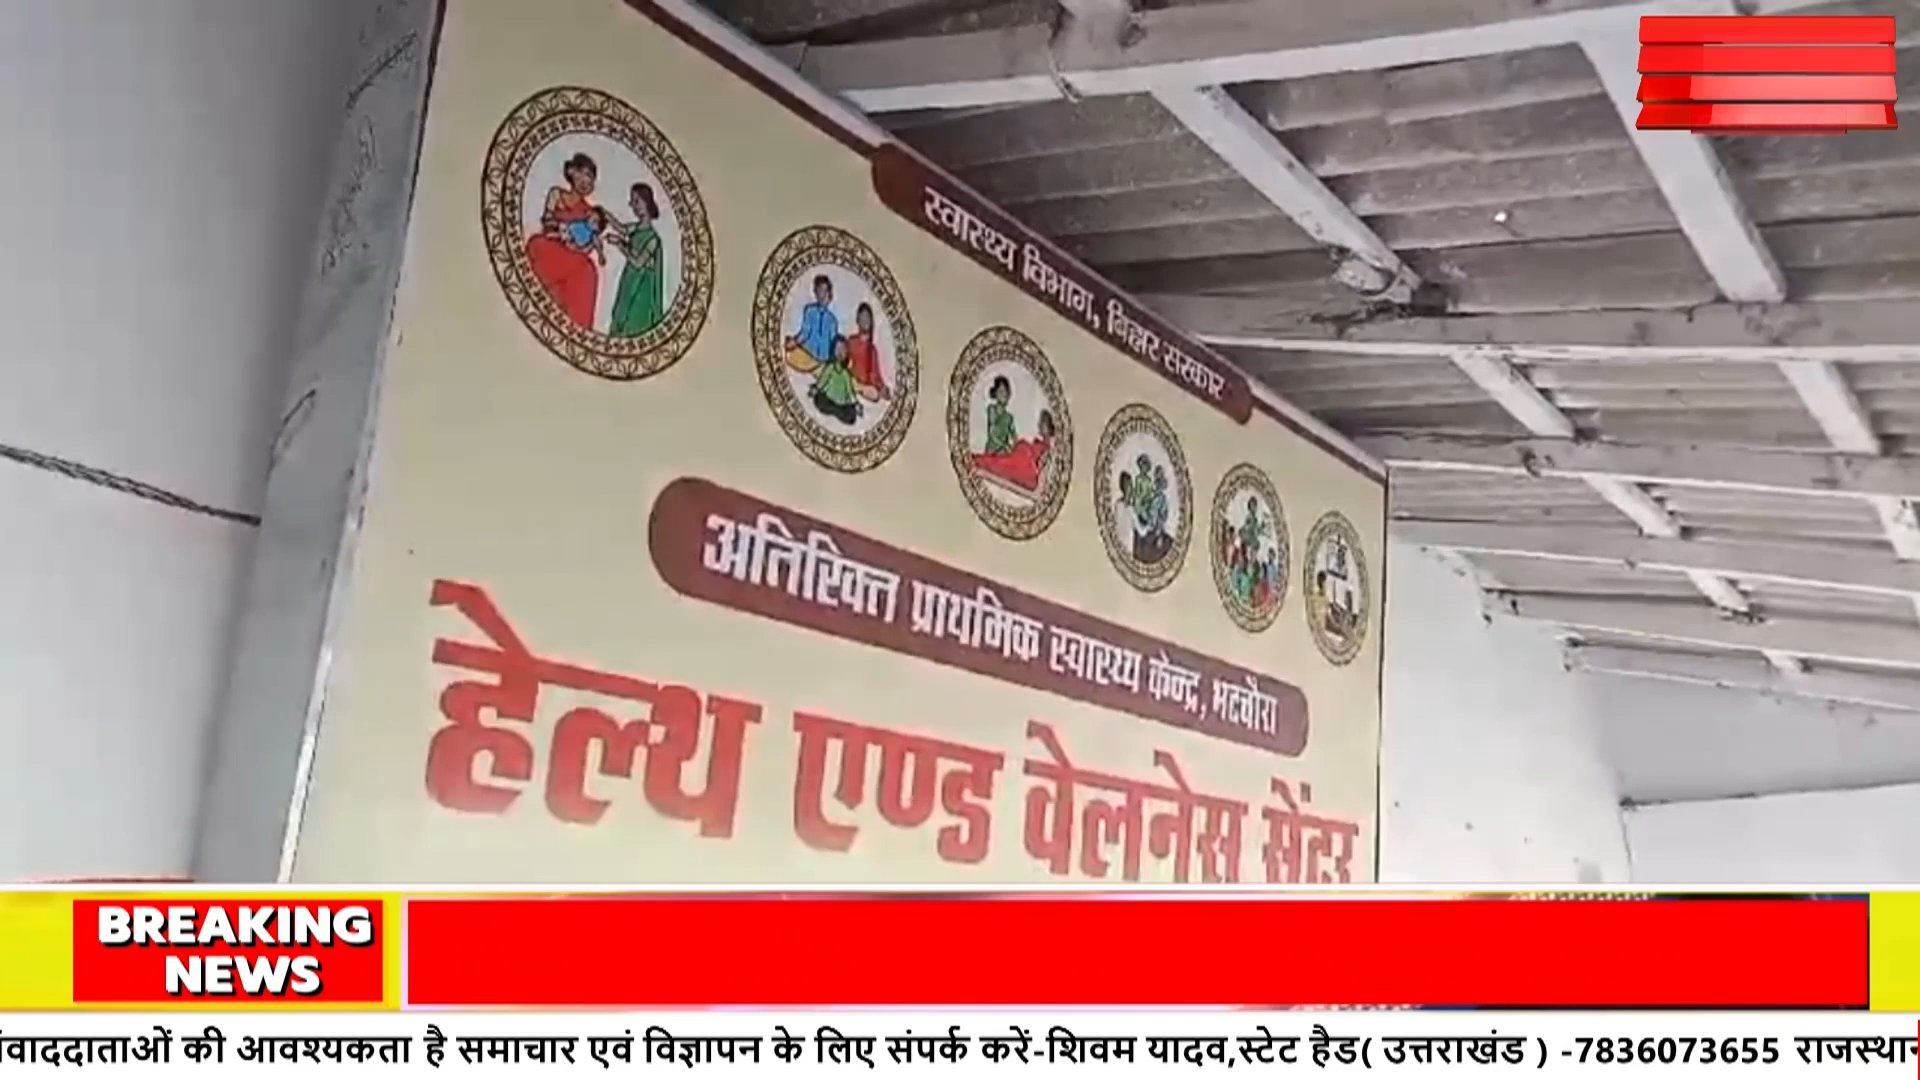 स्वास्थ्य विभाग, बिहार सरकार
अतिरिक्त प्राथमिक स्वास्थ्य केन्द्र, भटचौरा
हेल्थ एण्ड वेलनेस सेंटर
BREAKING
NEWS
संवाददाताओं की आवश्यकता है समाचार एवं विज्ञापन के लिए संपर्क करें-शिवम यादव,स्टेट हैड( उत्तराखंड ) -7836073655 राजस्थान